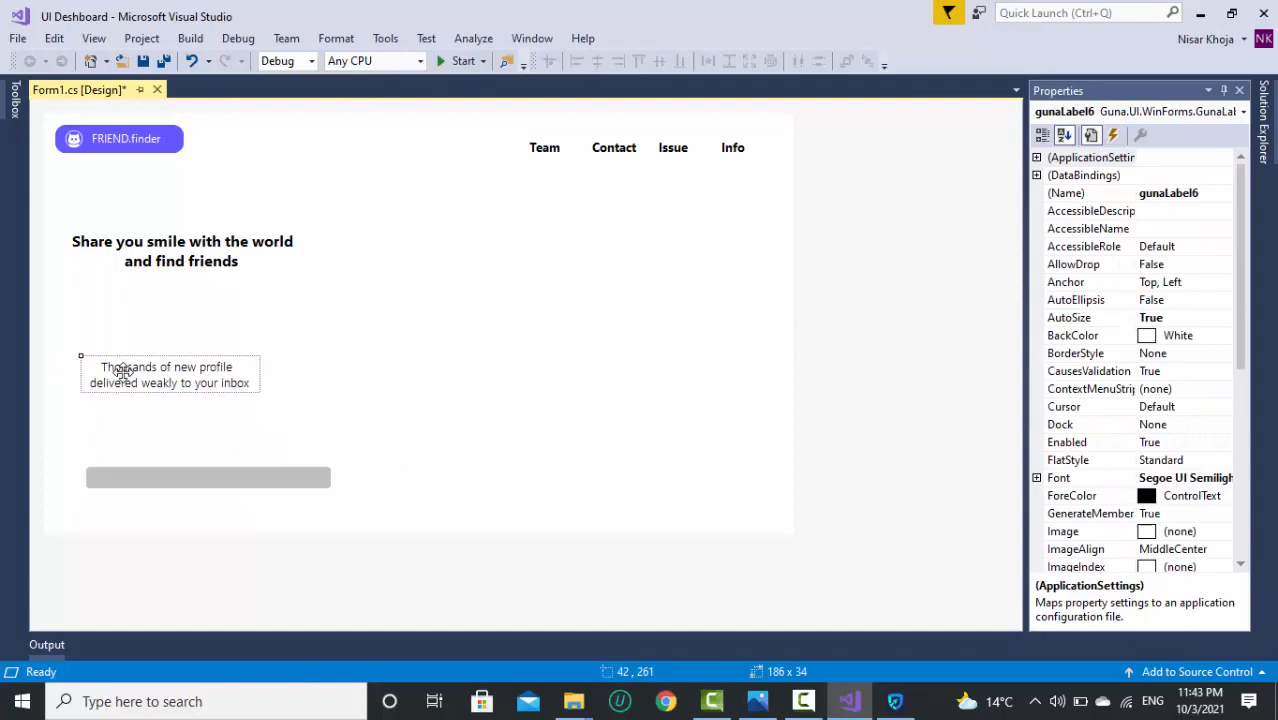 UI Deshboard - Microsoft Visual Studio
Quick Launch (Ctrl+Q)
File Edit View Project Build Debug Team Format Tools Test Analyze Window Help
Nisar Khoja
NK
Debug
Any CPU
Start
Toolbox
Form1.cs [Design]*
Properties
Solution Explorer
gunaLabel6 Guna.UI.WinForms.GunaLal
FRIEND.finder
Team Contact Issue Info
Share you smile with the world
and find friends
Thousands of new profile
delivered weakly to your inbox
(ApplicationSettin
(DataBindings)
(Name) gunaLabel6
AccessibleDescrip
AccessibleName
AccessibleRole Default
AllowDrop False
Anchor Top, Left
AutoEllipsis False
AutoSize True
BackColor White
BorderStyle None
CausesValidation True
ContextMenuStrip (none)
Cursor Default
Dock None
Enabled True
FlatStyle Standard
Font Segoe UI Semiligh
ForeColor ControlText
GenerateMember True
Image (none)
ImageAlign MiddleCenter
ImageIndex (none)
(ApplicationSettings)
Maps property settings to an application
configuration file.
Output
Ready
42 , 261
186 x 34
Add to Source Control
Type here to search
14°C
ENG
11:43 PM
10/3/2021